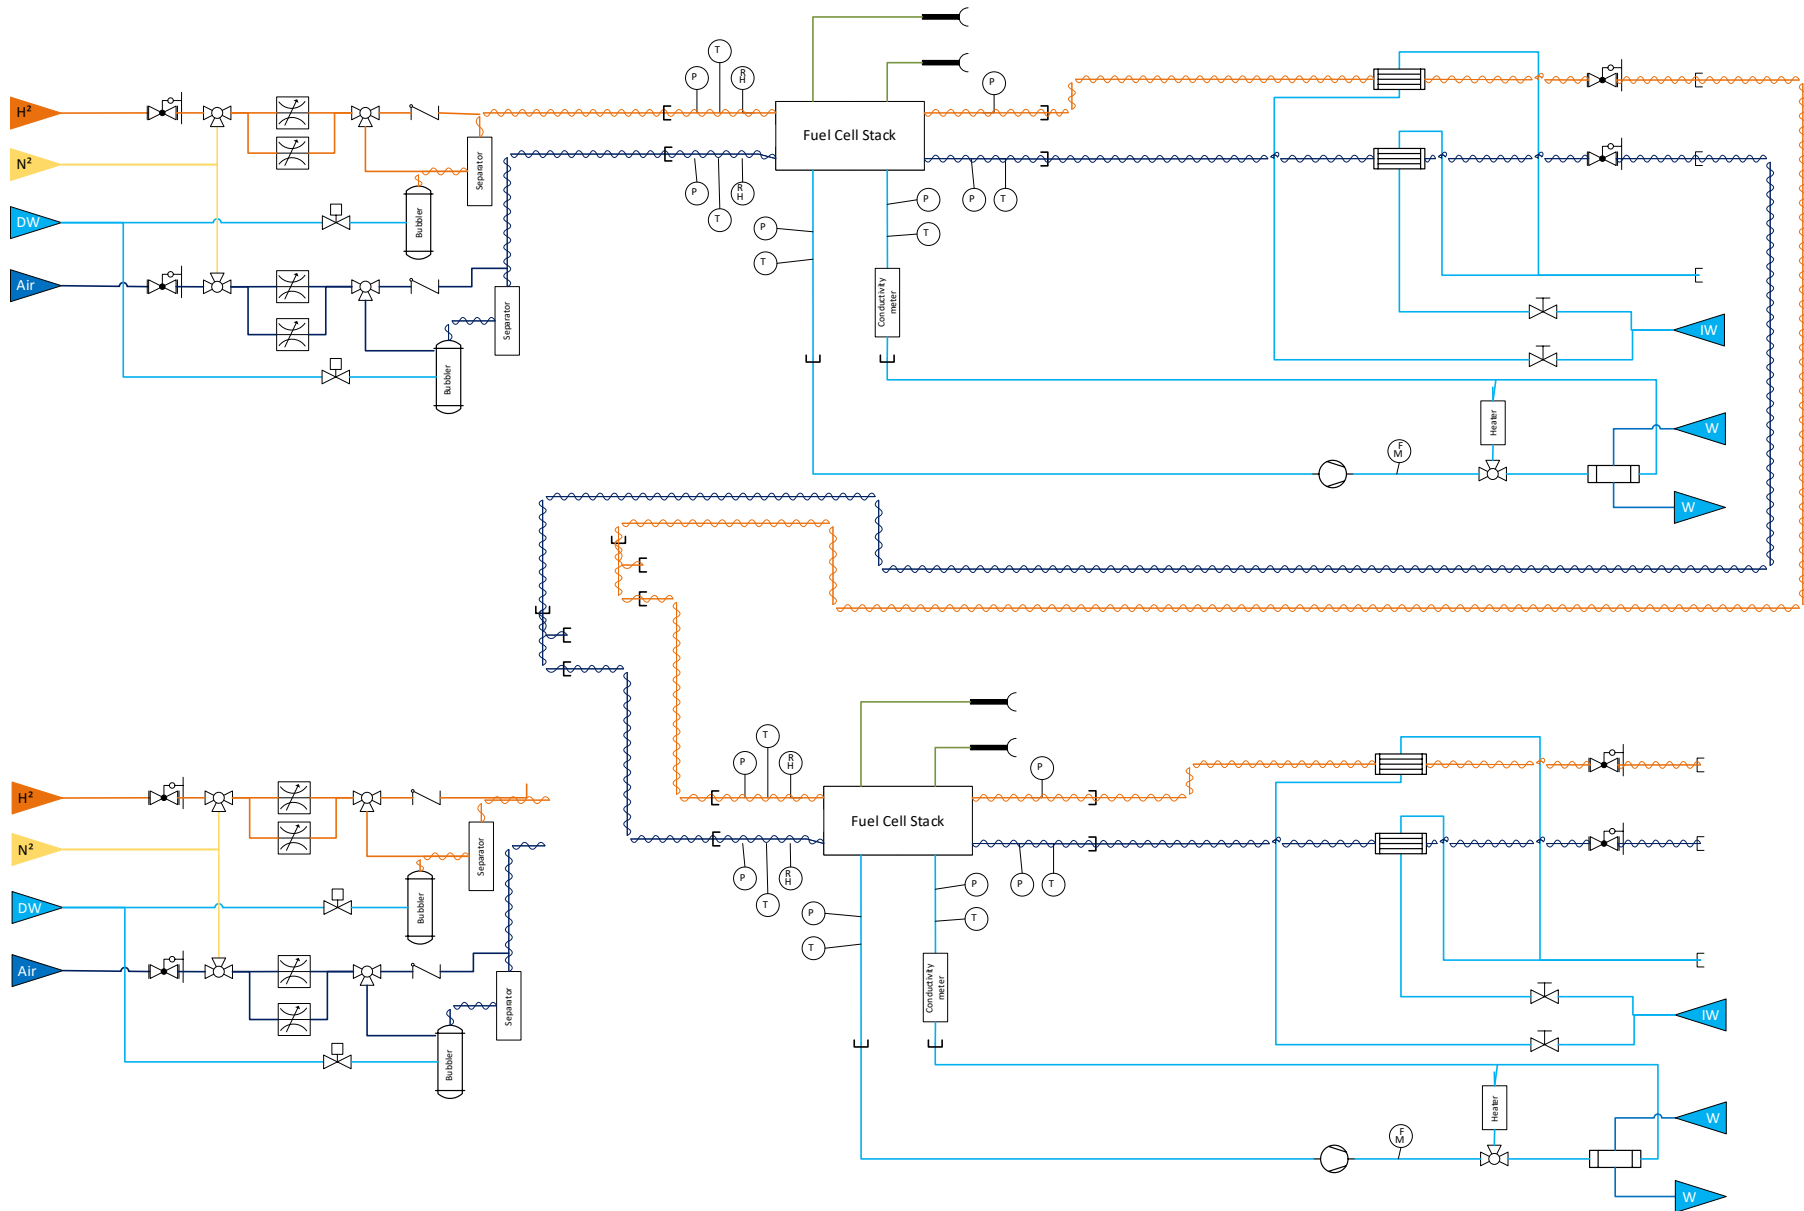 T
P
RH
P
H²
Fuel Cell Stack
N²
Separator
P
T
RH
P
T
P
T
P
T
DW
Bubbler
Air
Separator
Conductivity
meter
IW
Bubbler
Heater
W
FM
W
T
P
RH
P
H²
Fuel Cell Stack
N²
Separator
P
T
RH
P
T
P
T
P
T
DW
Bubbler
Air
Separator
Conductivity
meter
IW
Bubbler
Heater
W
FM
W